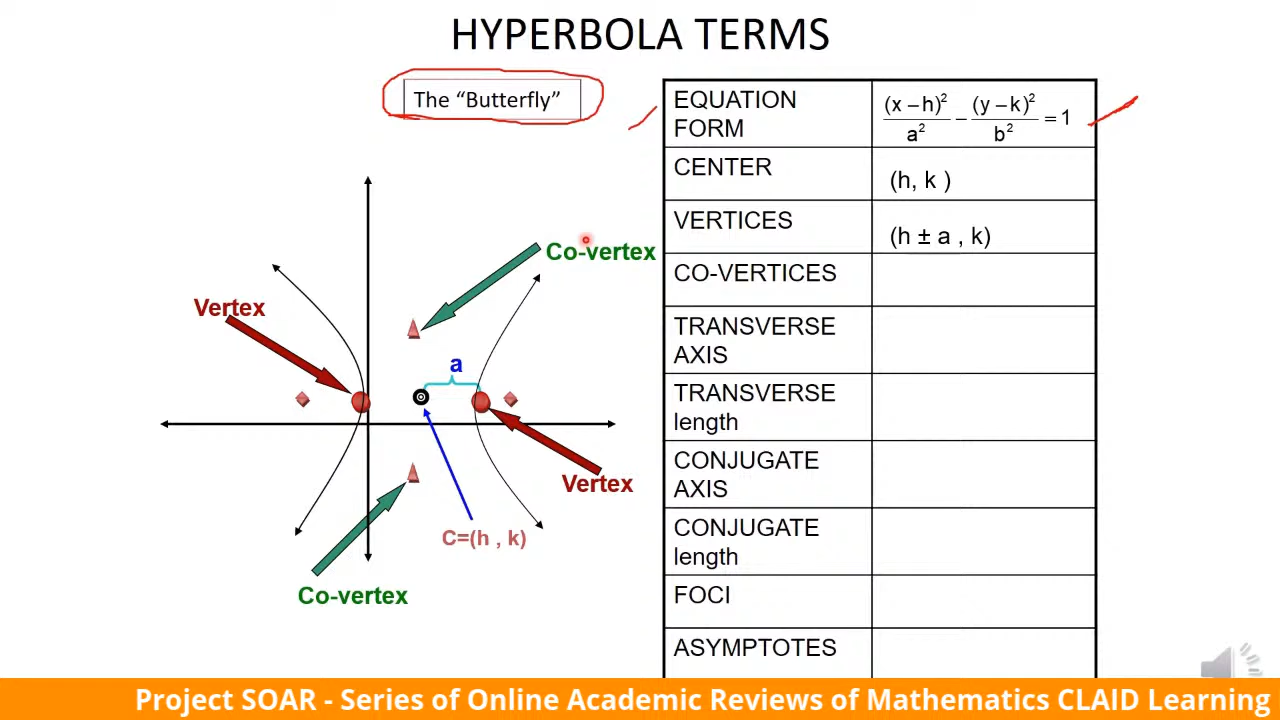 HYPERBOLA TERMS
The “Butterfly”
EQUATION
FORM
(x – h)² / a² – (y – k)² / b² = 1
CENTER
(h, k )
VERTICES
(h ± a , k)
CO-VERTICES
TRANSVERSE
AXIS
TRANSVERSE
length
CONJUGATE
AXIS
CONJUGATE
length
FOCI
ASYMPTOTES
Co-vertex
Vertex
a
Vertex
C=(h , k)
Co-vertex
Project SOAR - Series of Online Academic Reviews of Mathematics CLAID Learning